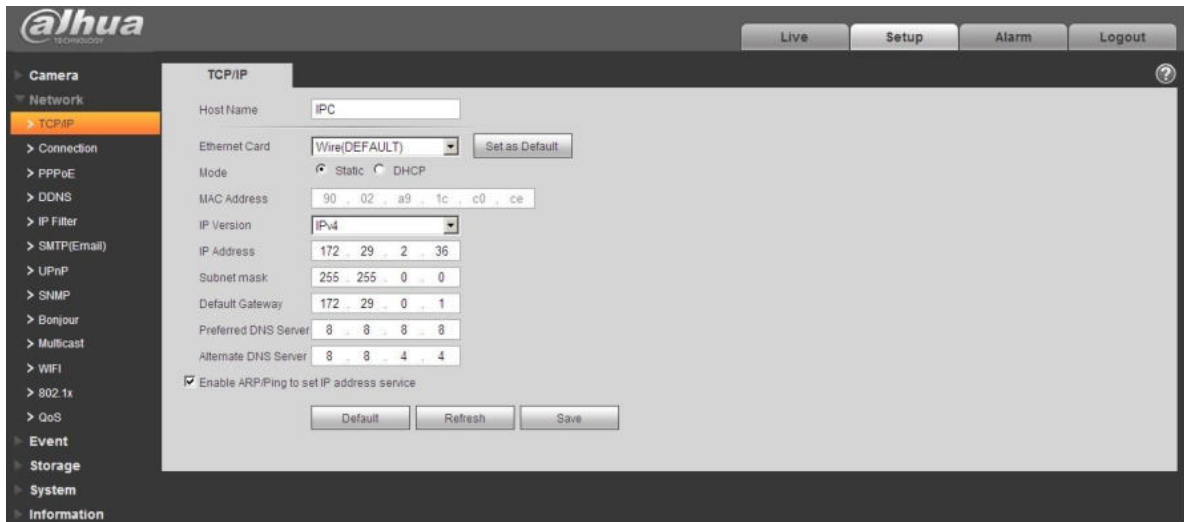 alhua
TECHNOLOGY
Live Setup Alarm Logout
Camera
Network
TCP/IP
Connection
PPPoE
DDNS
IP Filter
SMTP(Email)
UPnP
SNMP
Bonjour
Multicast
WIFI
802.1x
QoS
Event
Storage
System
Information
TCP/IP
Host Name IPC
Ethernet Card Wire(DEFAULT) Set as Default
Mode Static DHCP
MAC Address 90 . 02 . a9 . 1c . c0 . ce
IP Version IPv4
IP Address 172 . 29 . 2 . 36
Subnet mask 255 . 255 . 0 . 0
Default Gateway 172 . 29 . 0 . 1
Preferred DNS Server 8 . 8 . 8 . 8
Alternate DNS Server 8 . 8 . 4 . 4
Enable ARP/Ping to set IP address service
Default Refresh Save
?